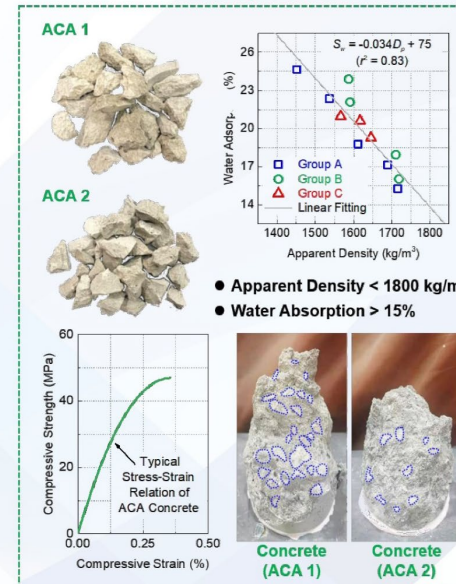 ACA 1
ACA 2
26
23
20
17
14
Water Adsorp. (%)
S_w = -0.034D_p + 75
(r² = 0.83)
Group A
Group B
Group C
Linear Fitting
1400 1500 1600 1700 1800
Apparent Density (kg/m³)
● Apparent Density < 1800 kg/m
● Water Absorption > 15%
60
40
20
0
Compressive Strength (MPa)
Typical
Stress-Strain
Relation of
ACA Concrete
0.00 0.25 0.50
Compressive Strain (%)
Concrete
(ACA 1)
Concrete
(ACA 2)